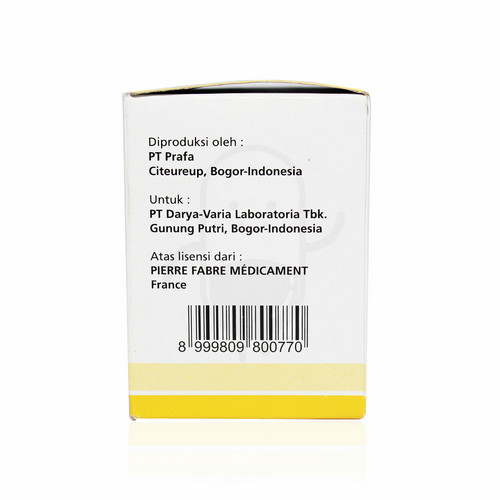 Diproduksi oleh :
PT Prafa
Citeureup, Bogor-Indonesia
Untuk :
PT Darya-Varia Laboratoria Tbk.
Gunung Putri, Bogor-Indonesia
Atas lisensi dari :
PIERRE FABRE MÉDICAMENT
France
8 999809 800770